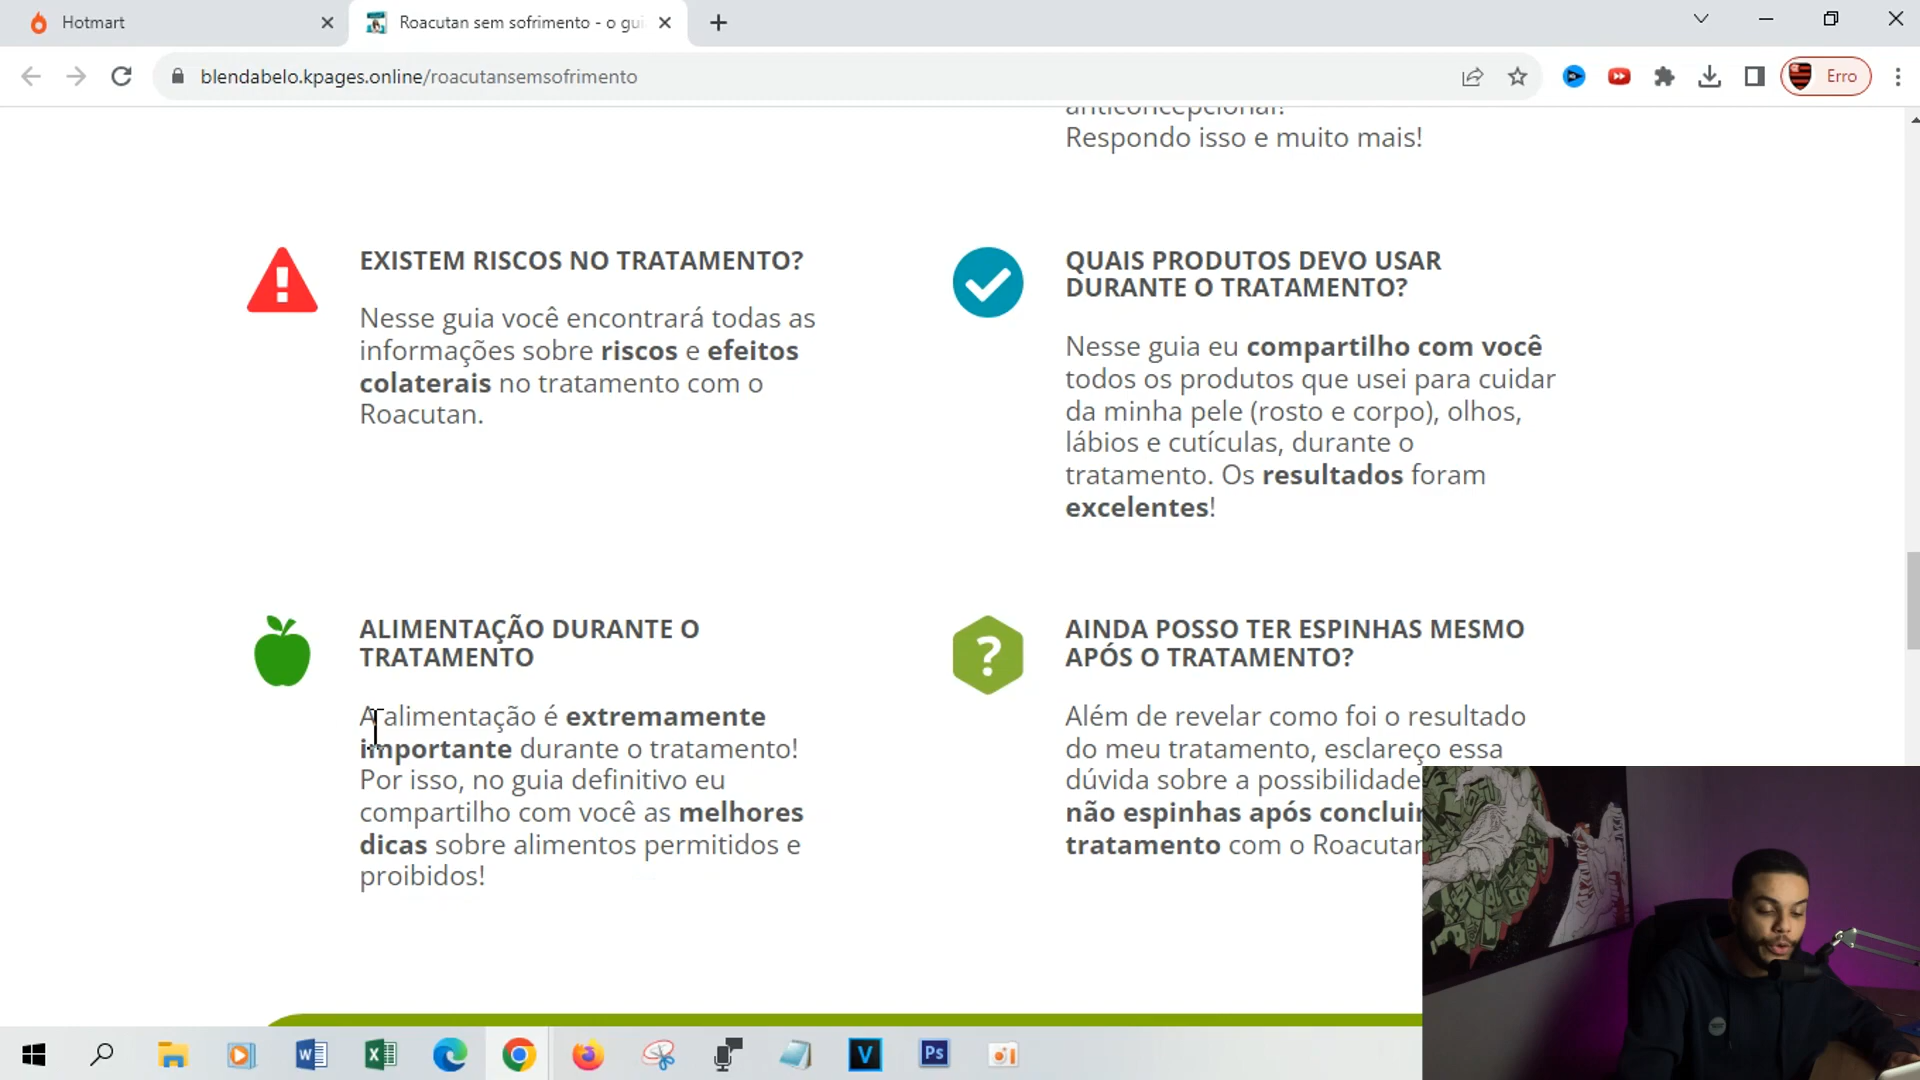 Hotmart
Roacutan sem sofrimento - o gui
blendabelo.kpages.online/roacutansemsofrimento
Erro
anticoncepcional?
Respondo isso e muito mais!
EXISTEM RISCOS NO TRATAMENTO?
Nesse guia você encontrará todas as
informações sobre riscos e efeitos
colaterais no tratamento com o
Roacutan.
QUAIS PRODUTOS DEVO USAR
DURANTE O TRATAMENTO?
Nesse guia eu compartilho com você
todos os produtos que usei para cuidar
da minha pele (rosto e corpo), olhos,
lábios e cutículas, durante o
tratamento. Os resultados foram
excelentes!
ALIMENTAÇÃO DURANTE O
TRATAMENTO
A alimentação é extremamente
importante durante o tratamento!
Por isso, no guia definitivo eu
compartilho com você as melhores
dicas sobre alimentos permitidos e
proibidos!
AINDA POSSO TER ESPINHAS MESMO
APÓS O TRATAMENTO?
Além de revelar como foi o resultado
do meu tratamento, esclareço essa
dúvida sobre a possibilidade
não espinhas após concluir
tratamento com o Roacutan